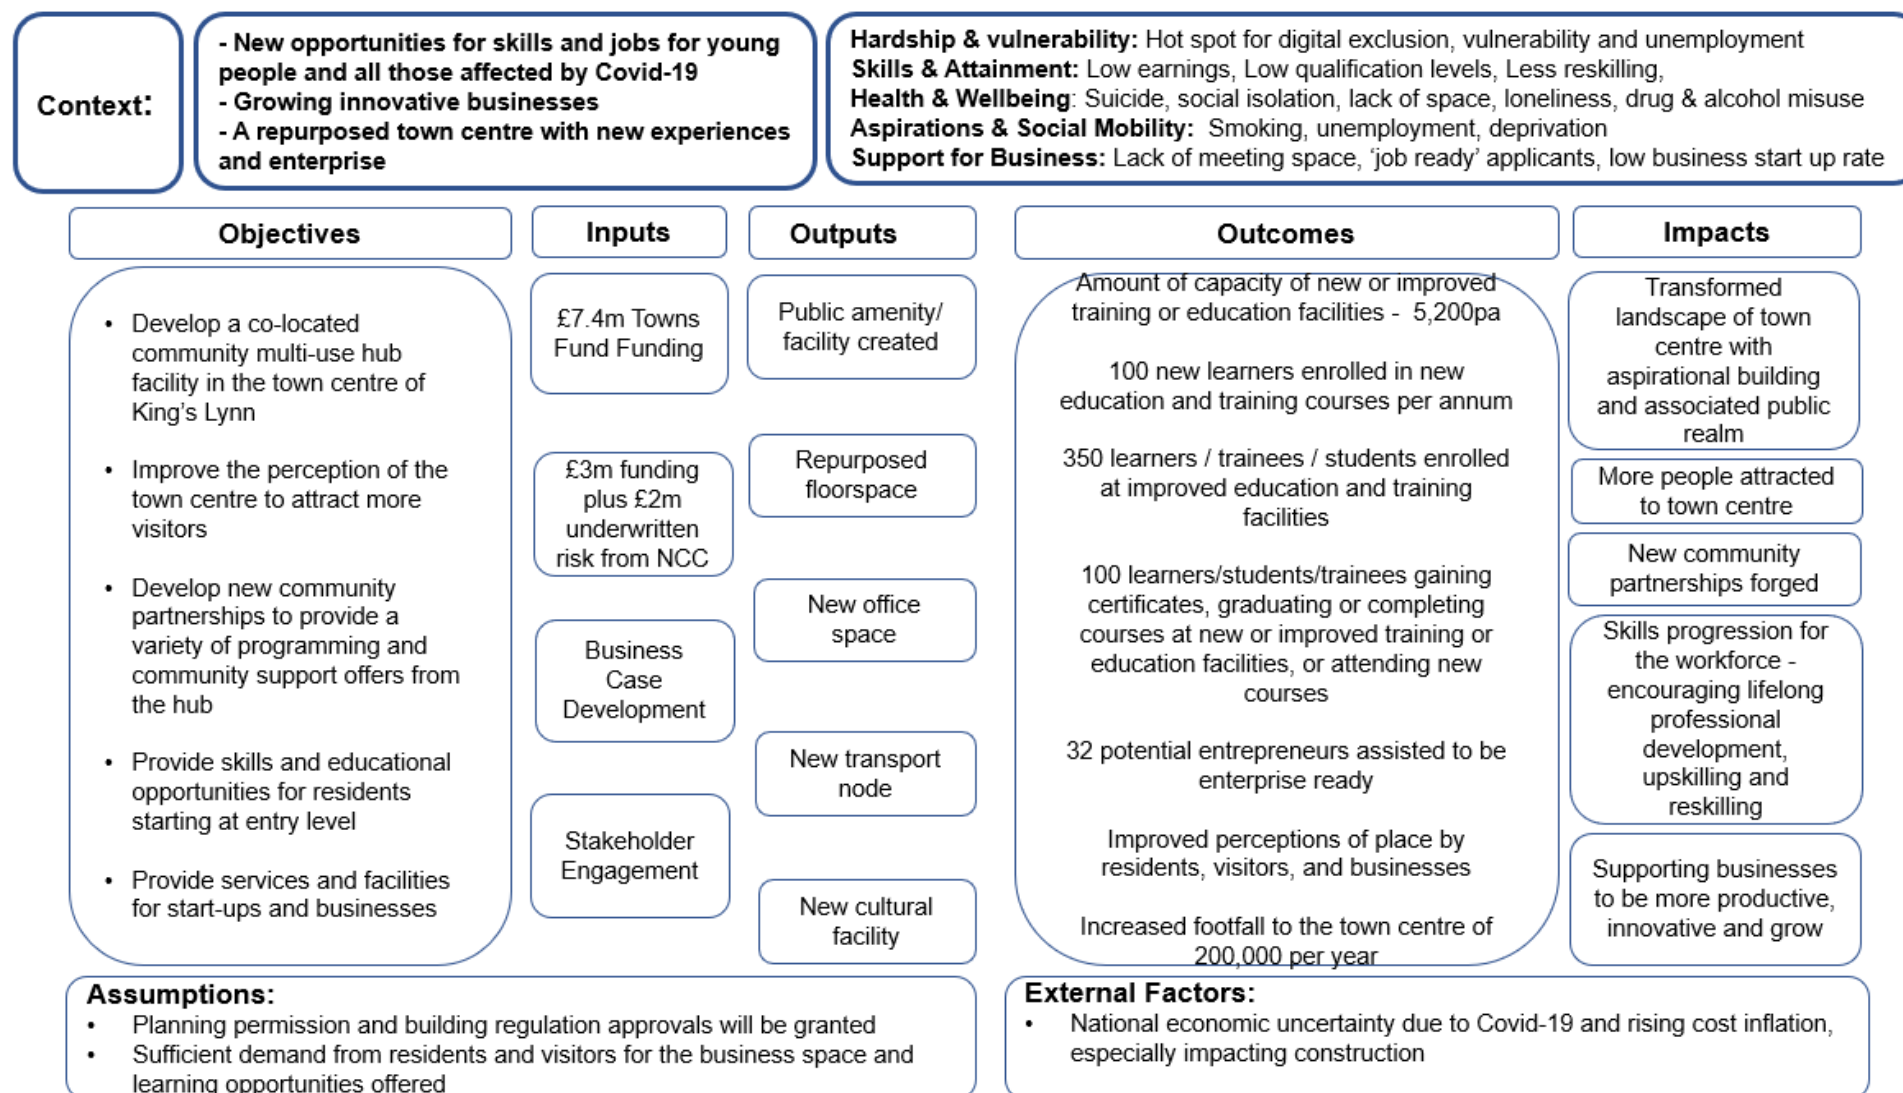 Context:
- New opportunities for skills and jobs for young
people and all those affected by Covid-19
- Growing innovative businesses
- A repurposed town centre with new experiences
and enterprise
Hardship & vulnerability: Hot spot for digital exclusion, vulnerability and unemployment
Skills & Attainment: Low earnings, Low qualification levels, Less reskilling,
Health & Wellbeing: Suicide, social isolation, lack of space, loneliness, drug & alcohol misuse
Aspirations & Social Mobility: Smoking, unemployment, deprivation
Support for Business: Lack of meeting space, ‘job ready’ applicants, low business start up rate
Objectives
• Develop a co-located
community multi-use hub
facility in the town centre of
King’s Lynn
• Improve the perception of the
town centre to attract more
visitors
• Develop new community
partnerships to provide a
variety of programming and
community support offers from
the hub
• Provide skills and educational
opportunities for residents
starting at entry level
• Provide services and facilities
for start-ups and businesses
Inputs
£7.4m Towns
Fund Funding
£3m funding
plus £2m
underwritten
risk from NCC
Business
Case
Development
Stakeholder
Engagement
Outputs
Public amenity/
facility created
Repurposed
floorspace
New office
space
New transport
node
New cultural
facility
Outcomes
Amount of capacity of new or improved
training or education facilities - 5,200pa
100 new learners enrolled in new
education and training courses per annum
350 learners / trainees / students enrolled
at improved education and training
facilities
100 learners/students/trainees gaining
certificates, graduating or completing
courses at new or improved training or
education facilities, or attending new
courses
32 potential entrepreneurs assisted to be
enterprise ready
Improved perceptions of place by
residents, visitors, and businesses
Increased footfall to the town centre of
200,000 per year
Impacts
Transformed
landscape of town
centre with
aspirational building
and associated public
realm
More people attracted
to town centre
New community
partnerships forged
Skills progression for
the workforce -
encouraging lifelong
professional
development,
upskilling and
reskilling
Supporting businesses
to be more productive,
innovative and grow
Assumptions:
• Planning permission and building regulation approvals will be granted
• Sufficient demand from residents and visitors for the business space and
learning opportunities offered
External Factors:
• National economic uncertainty due to Covid-19 and rising cost inflation,
especially impacting construction